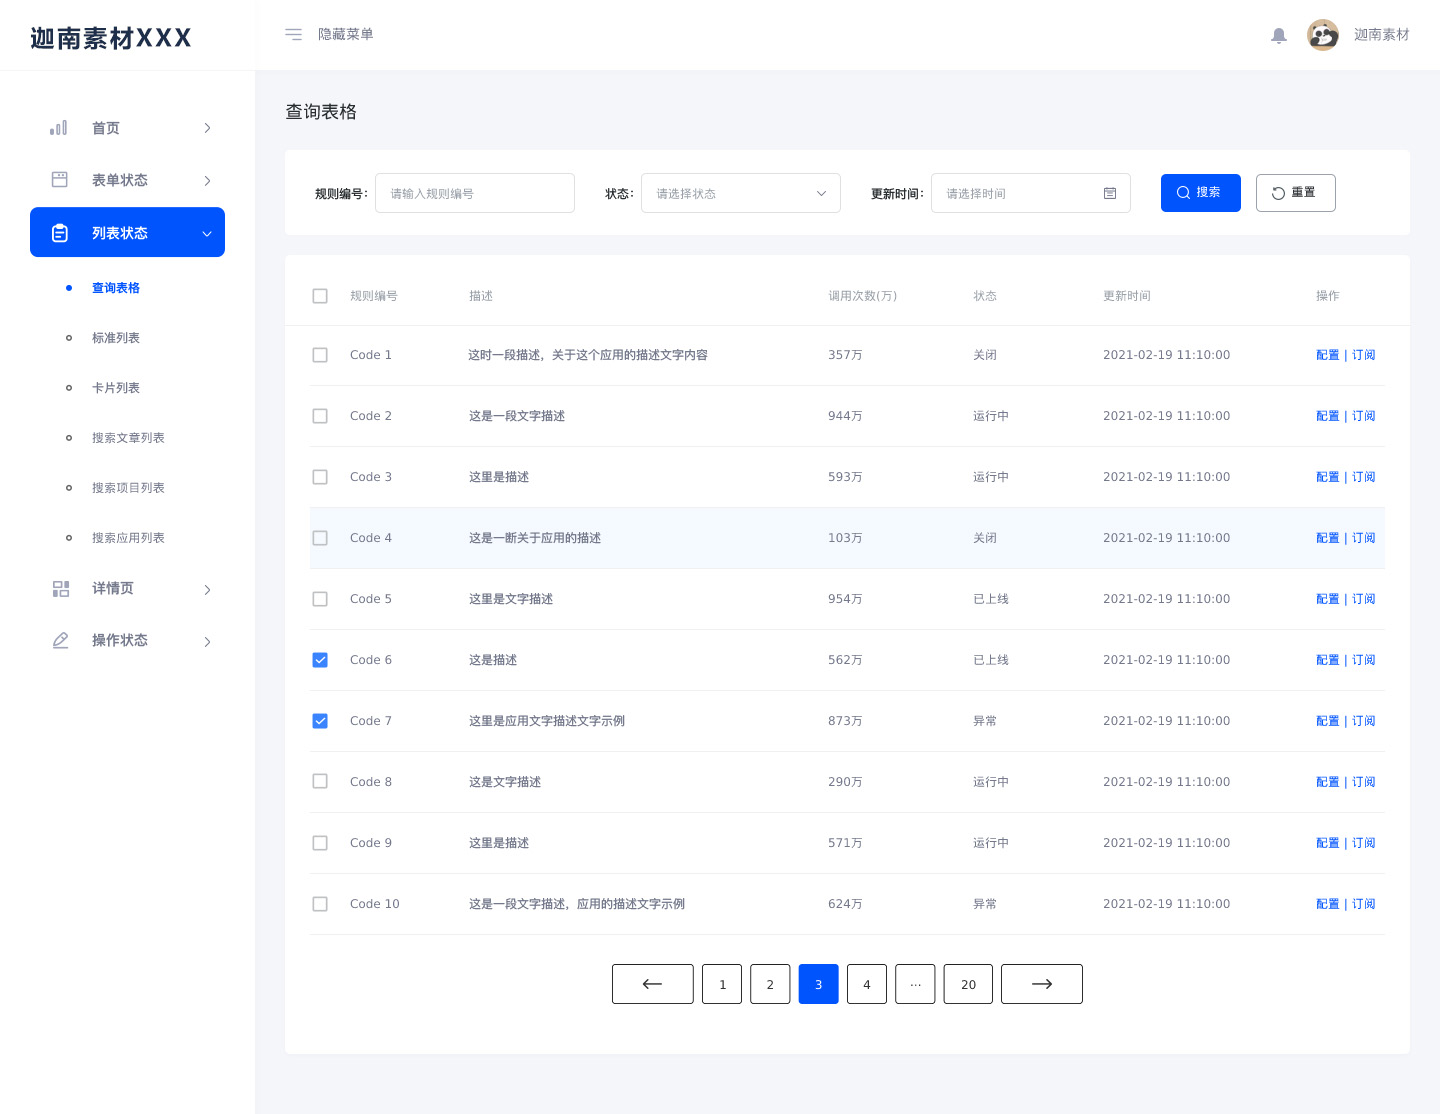 迦南素材XXX
隐藏菜单
迦南素材
首页
表单状态
列表状态
查询表格
标准列表
卡片列表
搜索文章列表
搜索项目列表
搜索应用列表
详情页
操作状态
查询表格
规则编号： 请输入规则编号 状态： 请选择状态 更新时间： 请选择时间 搜索 重置
规则编号 描述 调用次数(万) 状态 更新时间 操作
Code 1 这时一段描述，关于这个应用的描述文字内容 357万 关闭 2021-02-19 11:10:00 配置 | 订阅
Code 2 这是一段文字描述 944万 运行中 2021-02-19 11:10:00 配置 | 订阅
Code 3 这里是描述 593万 运行中 2021-02-19 11:10:00 配置 | 订阅
Code 4 这是一断关于应用的描述 103万 关闭 2021-02-19 11:10:00 配置 | 订阅
Code 5 这里是文字描述 954万 已上线 2021-02-19 11:10:00 配置 | 订阅
Code 6 这是描述 562万 已上线 2021-02-19 11:10:00 配置 | 订阅
Code 7 这里是应用文字描述文字示例 873万 异常 2021-02-19 11:10:00 配置 | 订阅
Code 8 这是文字描述 290万 运行中 2021-02-19 11:10:00 配置 | 订阅
Code 9 这里是描述 571万 运行中 2021-02-19 11:10:00 配置 | 订阅
Code 10 这是一段文字描述，应用的描述文字示例 624万 异常 2021-02-19 11:10:00 配置 | 订阅
1 2 3 4 ··· 20